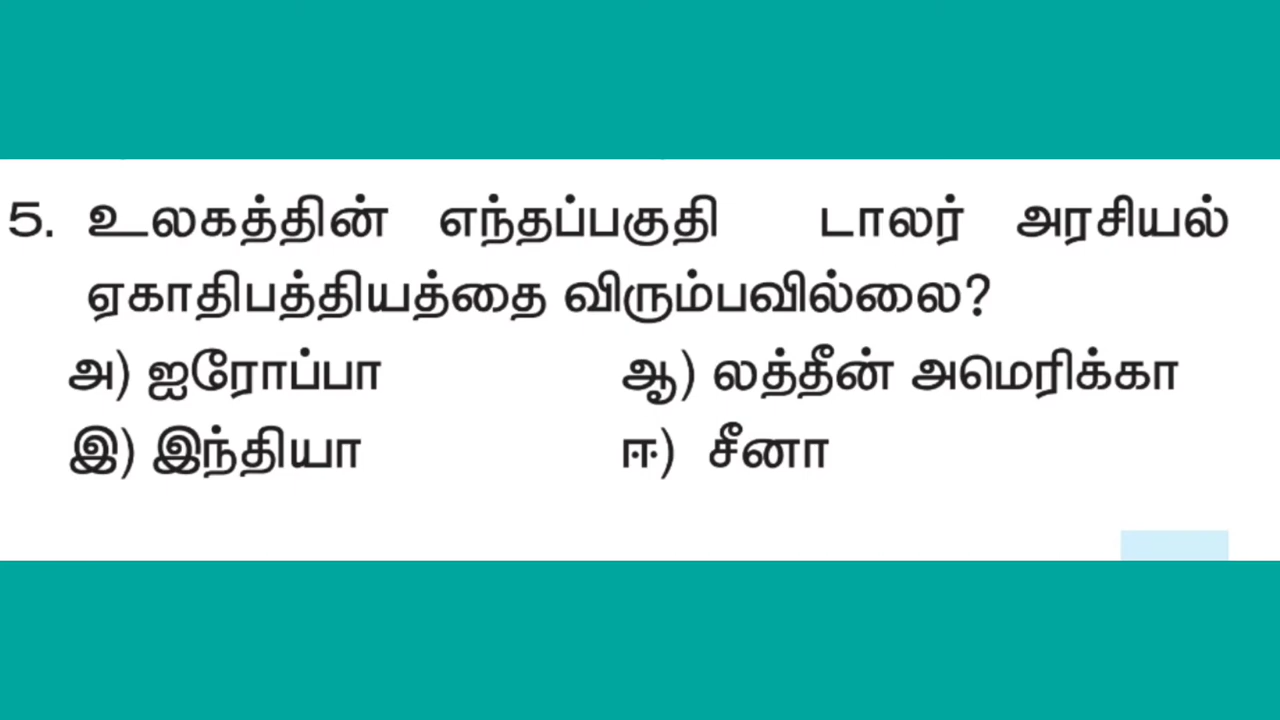 5. உலகத்தின் எந்தப்பகுதி டாலர் அரசியல்
ஏகாதிபத்தியத்தை விரும்பவில்லை?
அ) ஐரோப்பா ஆ) லத்தீன் அமெரிக்கா
இ) இந்தியா ஈ) சீனா